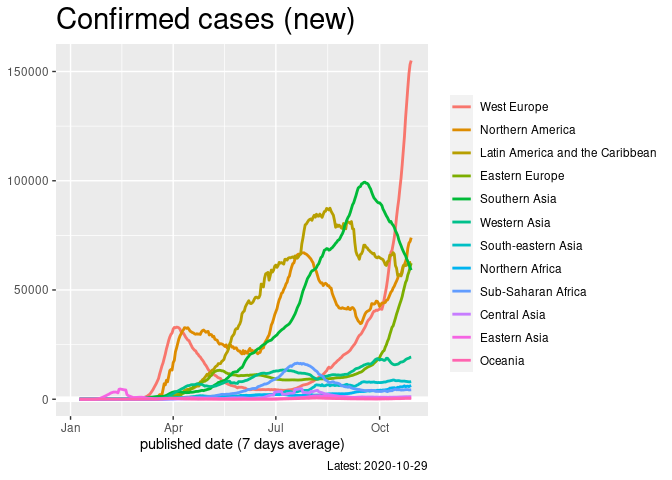 Confirmed cases (new)
150000
100000
50000
0
Jan
Apr
Jul
Oct
published date (7 days average)
Latest: 2020-10-29
West Europe
Northern America
Latin America and the Caribbean
Eastern Europe
Southern Asia
Western Asia
South-eastern Asia
Northern Africa
Sub-Saharan Africa
Central Asia
Eastern Asia
Oceania